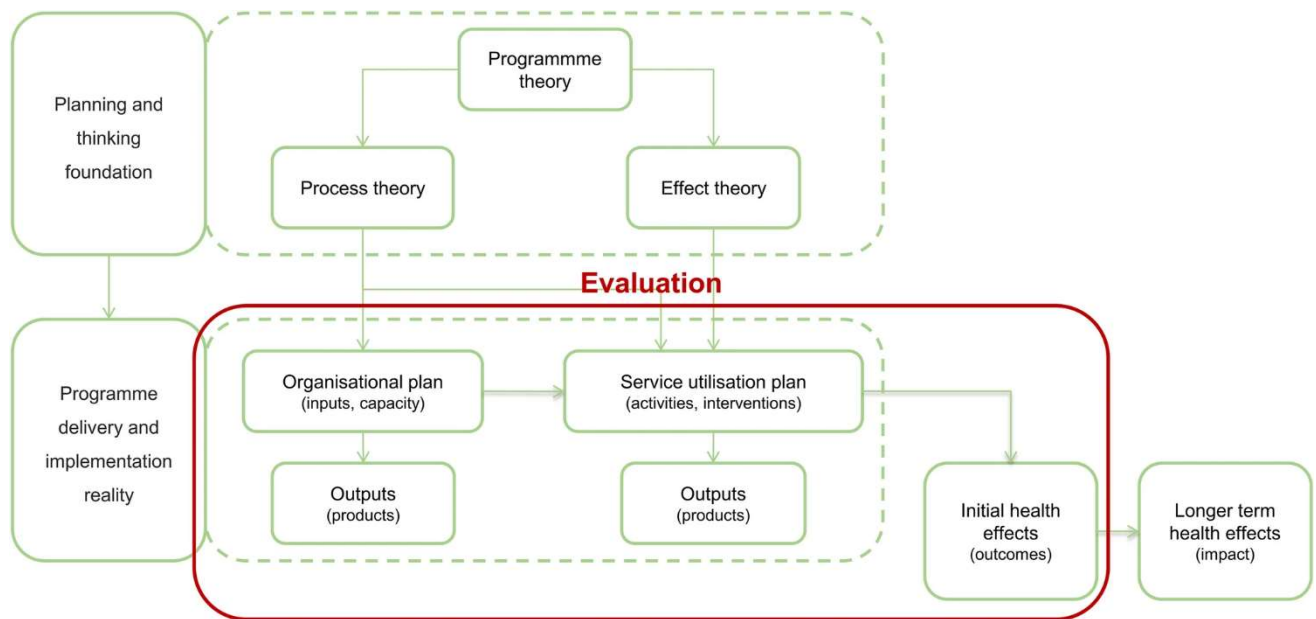 Planning and
thinking
foundation
Programmme
theory
Process theory
Effect theory
Evaluation
Programme
delivery and
implementation
reality
Organisational plan
(inputs, capacity)
Service utilisation plan
(activities, interventions)
Outputs
(products)
Outputs
(products)
Initial health
effects
(outcomes)
Longer term
health effects
(impact)